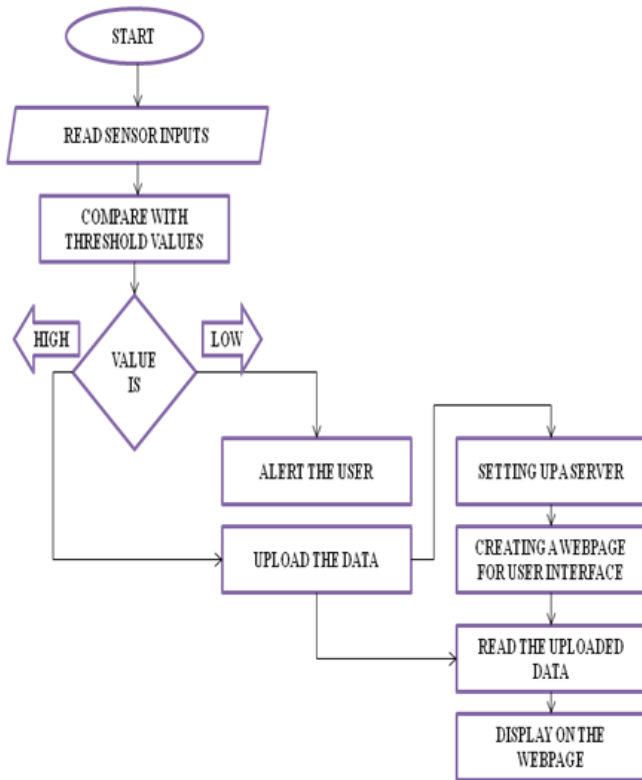 START
READ SENSOR INPUTS
COMPARE WITH
THRESHOLD VALUES
HIGH
LOW
VALUE
IS
ALERT THE USER
SETTING UP A SERVER
UPLOAD THE DATA
CREATING A WEBPAGE
FOR USER INTERFACE
READ THE UPLOADED
DATA
DISPLAY ON THE
WEBPAGE